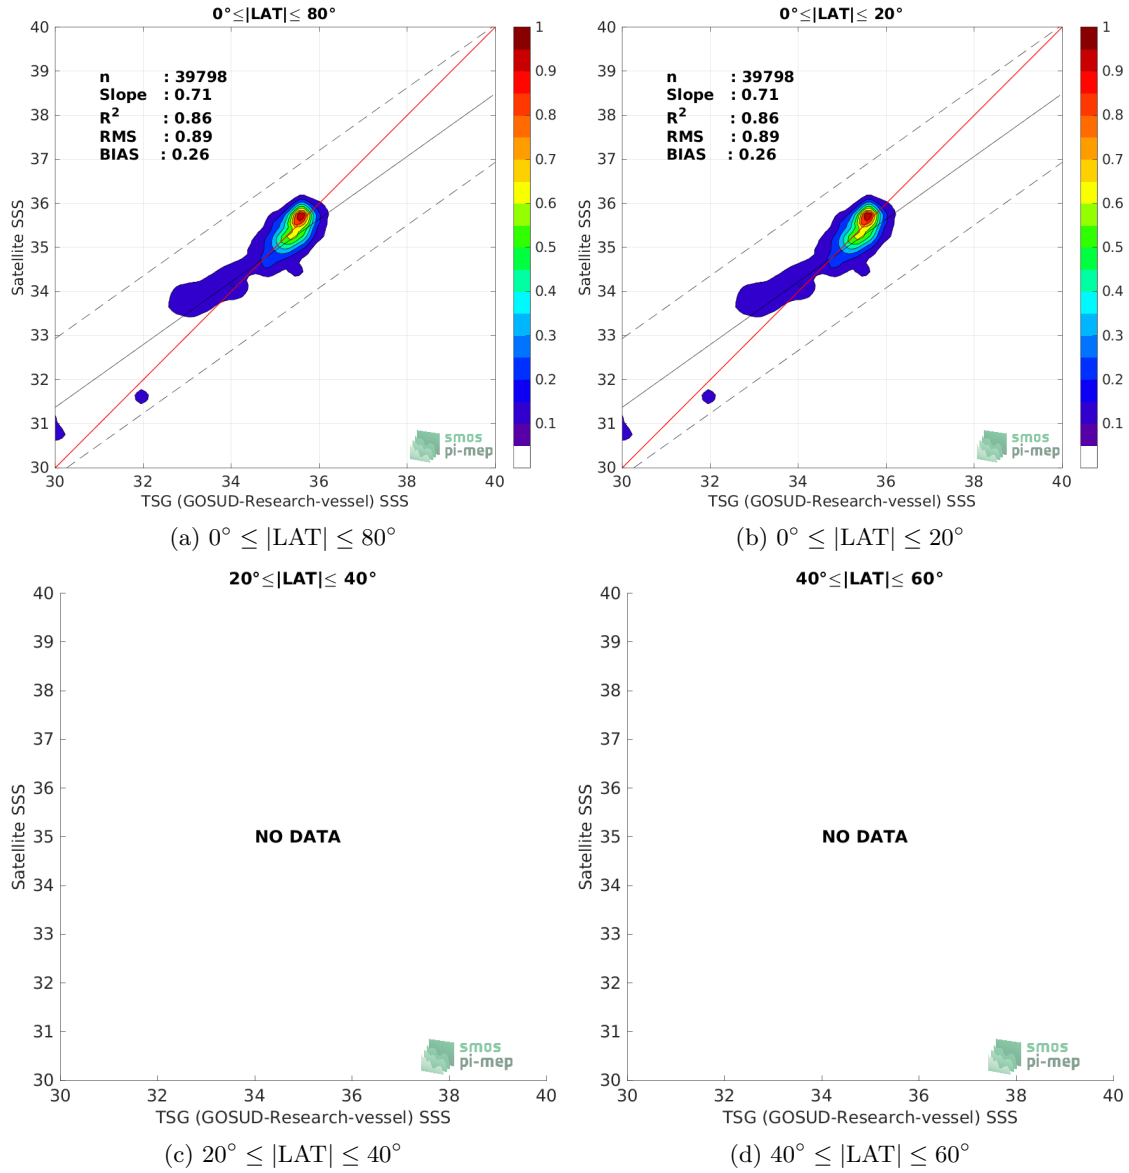 0°≤|LAT|≤ 80°
40
39
38
37
36
35
34
33
32
31
30
Satellite SSS
n : 39798
Slope : 0.71
R² : 0.86
RMS : 0.89
BIAS : 0.26
smos
pi-mep
30 32 34 36 38 40
TSG (GOSUD-Research-vessel) SSS
1
0.9
0.8
0.7
0.6
0.5
0.4
0.3
0.2
0.1
(a) 0° ≤ |LAT| ≤ 80°
0°≤|LAT|≤ 20°
40
39
38
37
36
35
34
33
32
31
30
Satellite SSS
n : 39798
Slope : 0.71
R² : 0.86
RMS : 0.89
BIAS : 0.26
smos
pi-mep
30 32 34 36 38 40
TSG (GOSUD-Research-vessel) SSS
1
0.9
0.8
0.7
0.6
0.5
0.4
0.3
0.2
0.1
(b) 0° ≤ |LAT| ≤ 20°
20°≤|LAT|≤ 40°
40
39
38
37
36
35
34
33
32
31
30
Satellite SSS
NO DATA
smos
pi-mep
30 32 34 36 38 40
TSG (GOSUD-Research-vessel) SSS
(c) 20° ≤ |LAT| ≤ 40°
40°≤|LAT|≤ 60°
40
39
38
37
36
35
34
33
32
31
30
Satellite SSS
NO DATA
smos
pi-mep
30 32 34 36 38 40
TSG (GOSUD-Research-vessel) SSS
(d) 40° ≤ |LAT| ≤ 60°